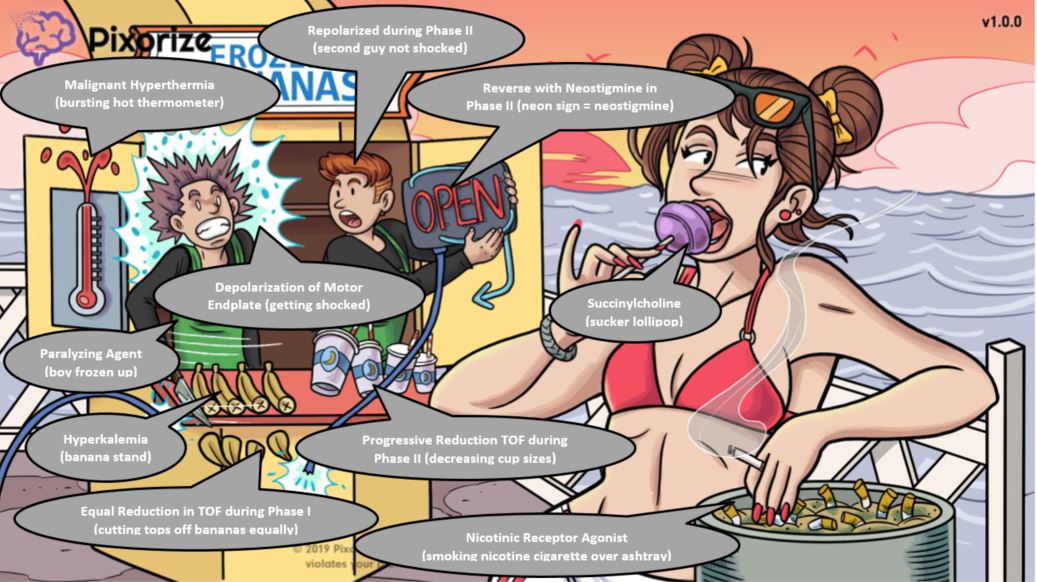 Pixorize
v1.0.0
Repolarized during Phase II
(second guy not shocked)
FROZE
ANAS
Malignant Hyperthermia
(bursting hot thermometer)
Reverse with Neostigmine in
Phase II (neon sign = neostigmine)
OPEN
Depolarization of Motor
Endplate (getting shocked)
Succinylcholine
(sucker lollipop)
Paralyzing Agent
(boy frozen up)
Hyperkalemia
(banana stand)
Progressive Reduction TOF during
Phase II (decreasing cup sizes)
Equal Reduction in TOF during Phase I
(cutting tops off bananas equally)
Nicotinic Receptor Agonist
(smoking nicotine cigarette over ashtray)
© 2019 Pixo
violates your